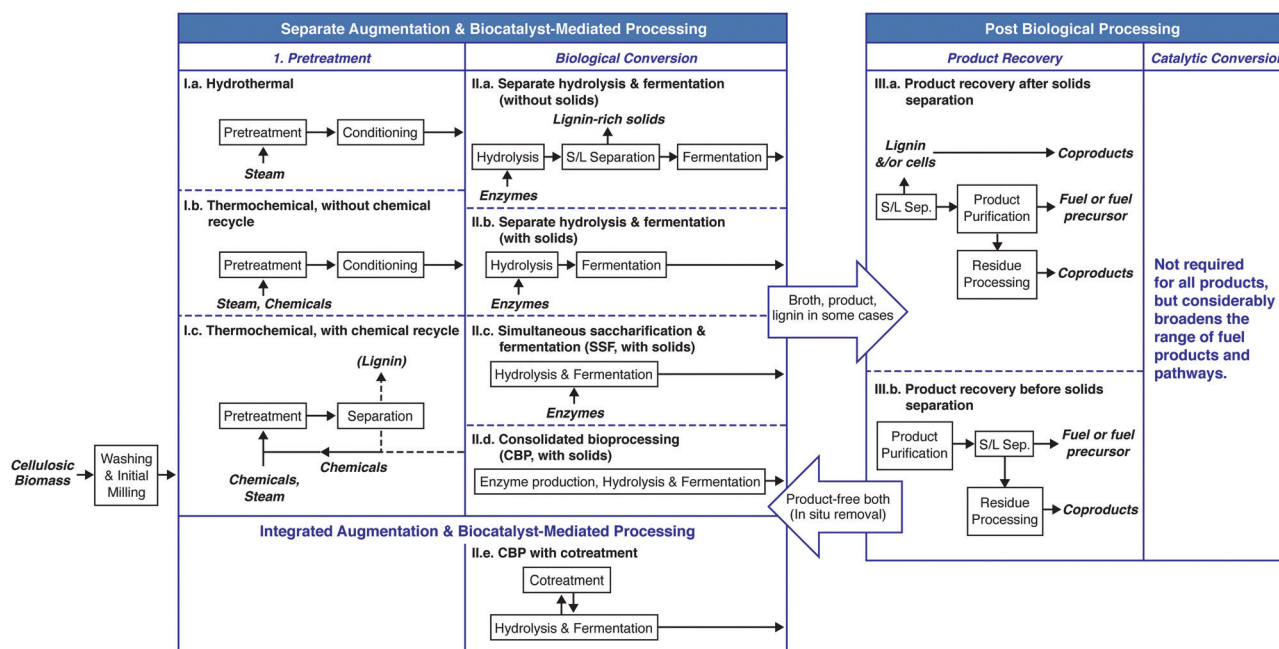 Separate Augmentation & Biocatalyst-Mediated Processing
1. Pretreatment
Biological Conversion
I.a. Hydrothermal
Pretreatment
Conditioning
Steam
I.b. Thermochemical, without chemical
recycle
Pretreatment
Conditioning
Steam, Chemicals
I.c. Thermochemical, with chemical recycle
(Lignin)
Pretreatment
Separation
Chemicals
Chemicals,
Steam
Cellulosic
Biomass
Washing
& Initial
Milling
II.a. Separate hydrolysis & fermentation
(without solids)
Lignin-rich solids
Hydrolysis
S/L Separation
Fermentation
Enzymes
II.b. Separate hydrolysis & fermentation
(with solids)
Hydrolysis
Fermentation
Enzymes
II.c. Simultaneous saccharification &
fermentation (SSF, with solids)
Hydrolysis & Fermentation
Enzymes
II.d. Consolidated bioprocessing
(CBP, with solids)
Enzyme production, Hydrolysis & Fermentation
Integrated Augmentation & Biocatalyst-Mediated Processing
II.e. CBP with cotreatment
Cotreatment
Hydrolysis & Fermentation
Broth, product,
lignin in some cases
Product-free both
(In situ removal)
Post Biological Processing
Product Recovery
Catalytic Conversion
III.a. Product recovery after solids
separation
Lignin
&/or cells
Coproducts
S/L Sep.
Product
Purification
Fuel or fuel
precursor
Residue
Processing
Coproducts
III.b. Product recovery before solids
separation
Product
Purification
S/L Sep.
Fuel or fuel
precursor
Residue
Processing
Coproducts
Not required
for all products,
but considerably
broadens the
range of fuel
products and
pathways.